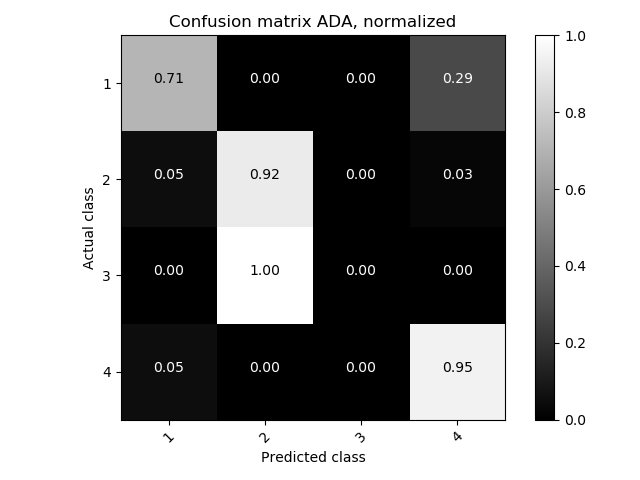 Confusion matrix ADA, normalized
1.0
1 0.71 0.00 0.00 0.29
0.8
2 0.05 0.92 0.00 0.03
0.6
Actual class
0.4
3 0.00 1.00 0.00 0.00
0.2
4 0.05 0.00 0.00 0.95
0.0
1 2 3 4
Predicted class